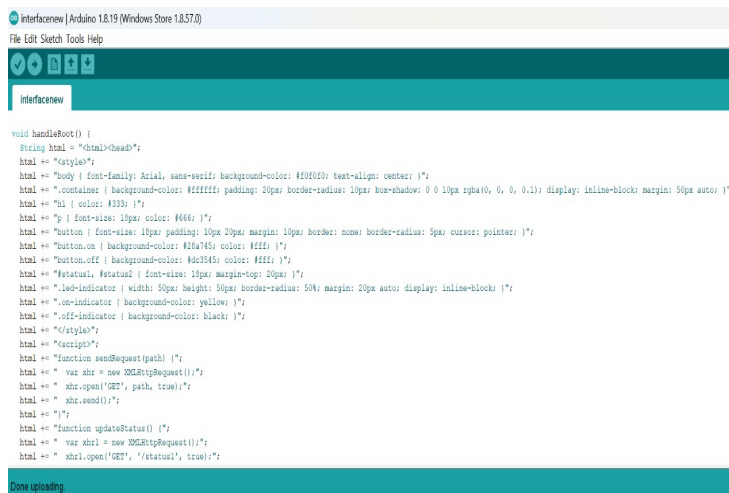 interfacenew | Arduino 1.8.19 (Windows Store 1.8.57.0)
File Edit Sketch Tools Help
interfacenew
void handleRoot() {
String html = "<html><head>";
html += "<style>";
html += "body { font-family: Arial, sans-serif; background-color: #f0f0f0; text-align: center; }";
html += ".container { background-color: #ffffff; padding: 20px; border-radius: 10px; box-shadow: 0 0 10px rgba(0, 0, 0, 0.1); display: inline-block; margin: 50px auto; }"
html += "h1 { color: #333; }";
html += "p { font-size: 18px; color: #666; }";
html += "button { font-size: 18px; padding: 10px 20px; margin: 10px; border: none; border-radius: 5px; cursor: pointer; }";
html += "button.on { background-color: #28a745; color: #fff; }";
html += "button.off { background-color: #dc3545; color: #fff; }";
html += "#status1, #status2 { font-size: 18px; margin-top: 20px; }";
html += ".led-indicator { width: 50px; height: 50px; border-radius: 50%; margin: 20px auto; display: inline-block; }";
html += ".on-indicator { background-color: yellow; }";
html += ".off-indicator { background-color: black; }";
html += "</style>";
html += "<script>";
html += "function sendRequest(path) {";
html += "  var xhr = new XMLHttpRequest();";
html += "  xhr.open('GET', path, true);";
html += "  xhr.send();";
html += "}";
html += "function updateStatus() {";
html += "  var xhr1 = new XMLHttpRequest();";
html += "  xhr1.open('GET', '/status1', true);";
Done uploading.